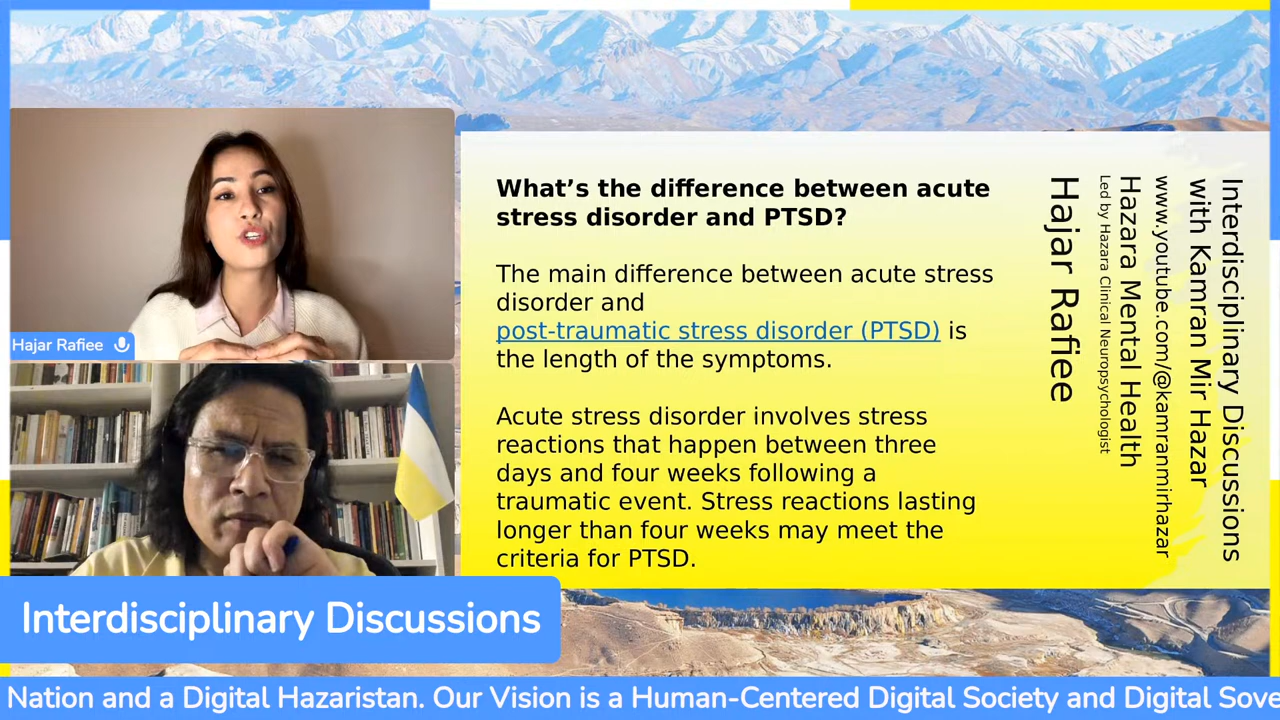 What’s the difference between acute
stress disorder and PTSD?
The main difference between acute stress
disorder and
post-traumatic stress disorder (PTSD) is
the length of the symptoms.
Acute stress disorder involves stress
reactions that happen between three
days and four weeks following a
traumatic event. Stress reactions lasting
longer than four weeks may meet the
criteria for PTSD.
Interdisciplinary Discussions
with Kamran Mir Hazar
www.youtube.com/@kamranmirhazar
Hazara Mental Health
Led by Hazara Clinical Neuropsychologist
Hajar Rafiee
Hajar Rafiee
Interdisciplinary Discussions
Nation and a Digital Hazaristan. Our Vision is a Human-Centered Digital Society and Digital Sove